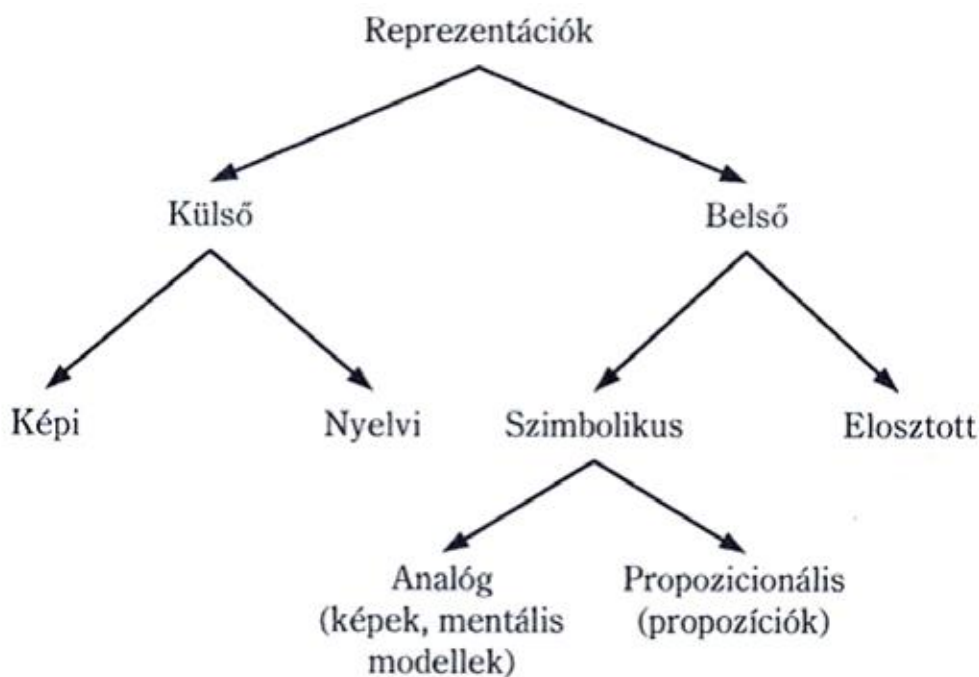 Reprezentációk
Külső
Belső
Képi
Nyelvi
Szimbolikus
Elosztott
Analóg
(képek, mentális
modellek)
Propozicionális
(propozíciók)